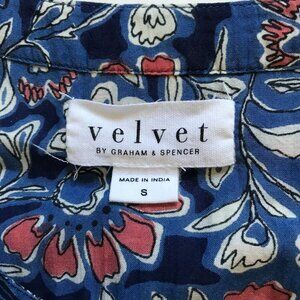 velvet
BY GRAHAM & SPENCER
MADE IN INDIA
S